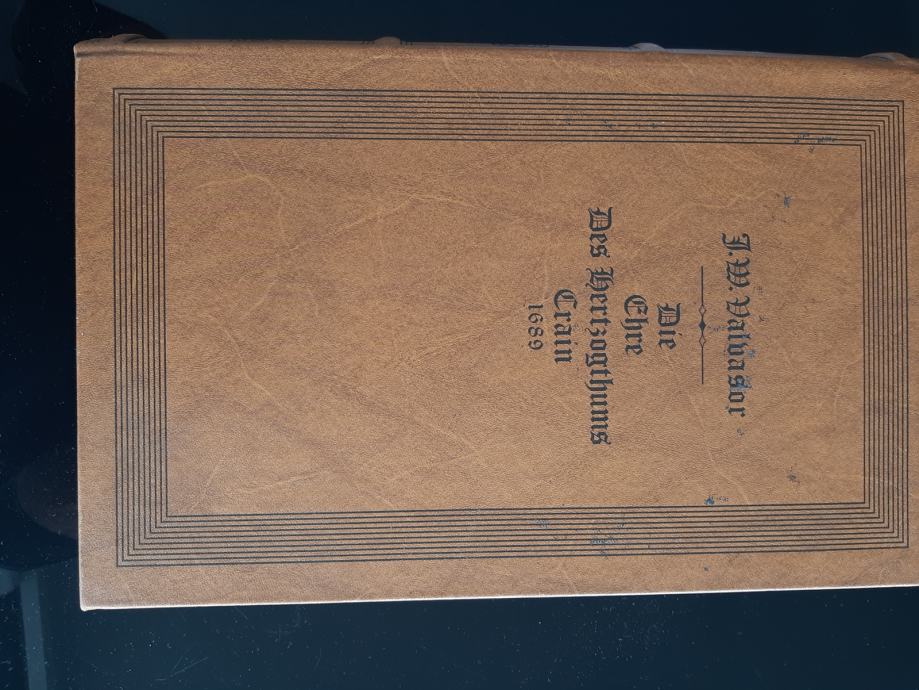 J.W. Valvasor
Die
Ehre
Des Hertzogthums
Crain
1689